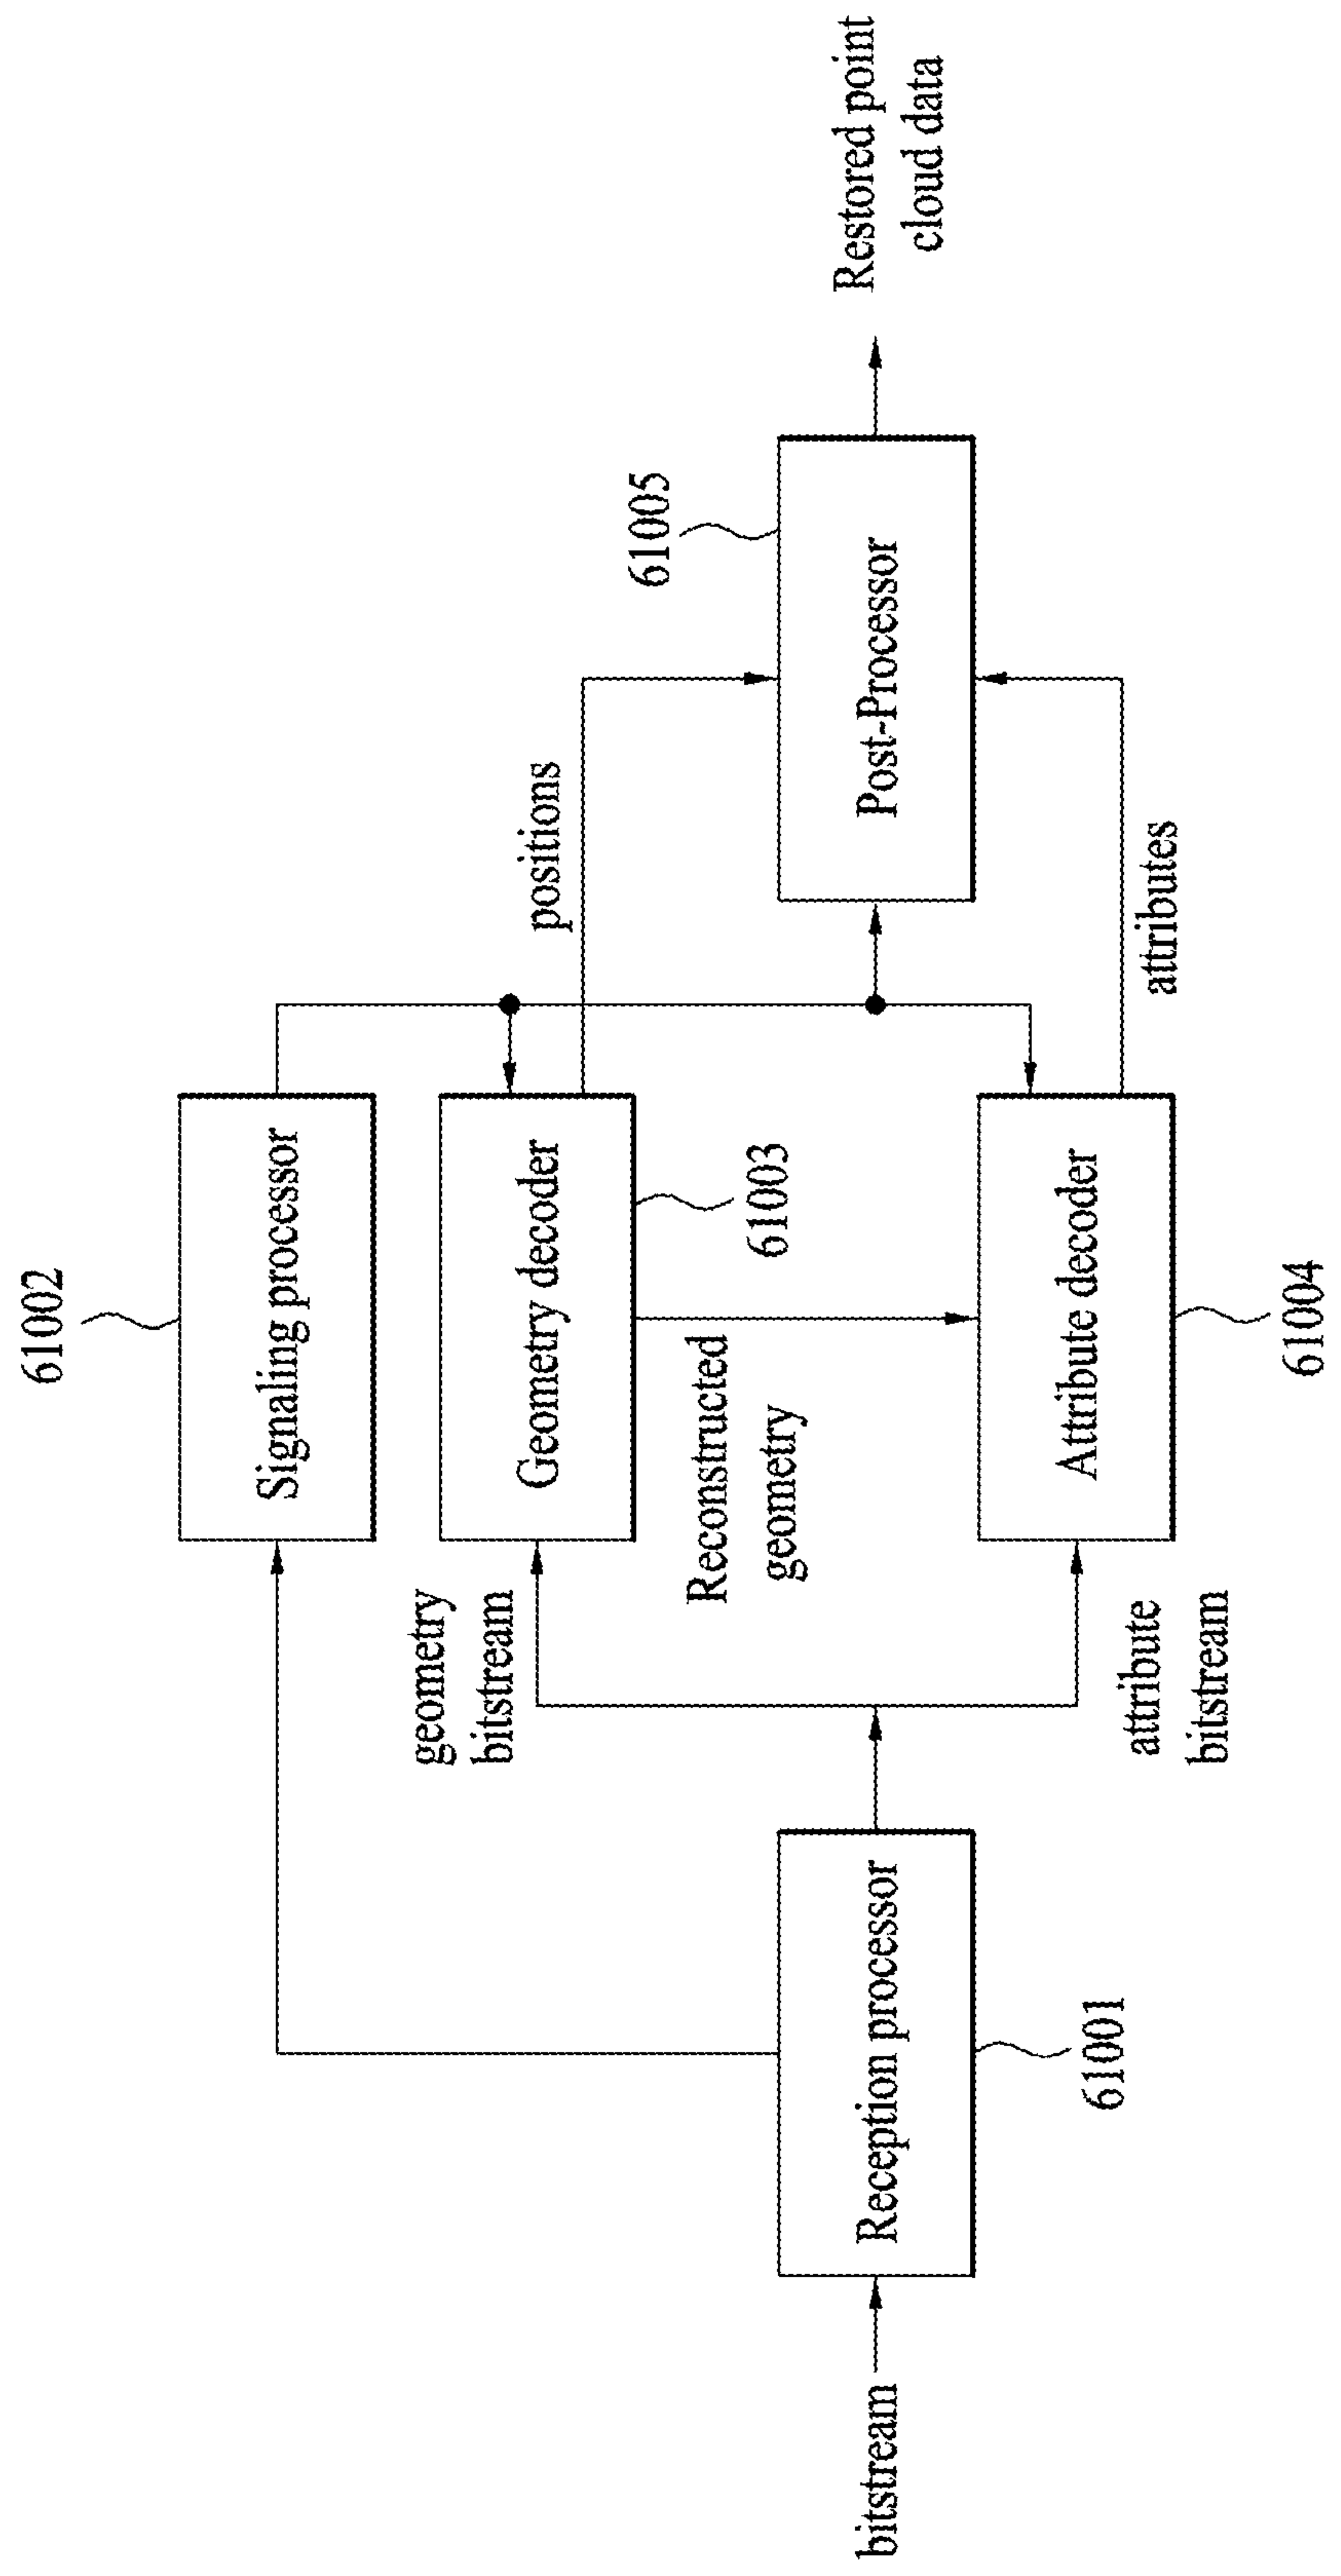 61002
Signaling processor
geometry
bitstream
Geometry decoder
positions
61003
61005
Reconstructed
geometry
bitstream
Reception processor
61001
Post-Processor
Restored point
cloud data
Attribute decoder
attribute
bitstream
attributes
61004